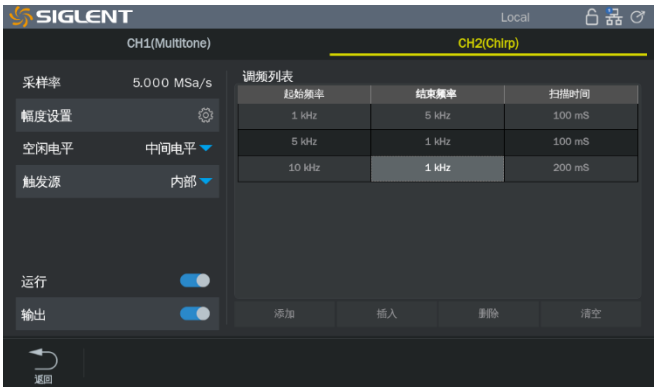 SIGLENT
Local
CH1(Multitone)
CH2(Chirp)
采样率 5.000 MSa/s
幅度设置
空闲电平 中间电平
触发源 内部
运行
输出
调频列表
起始频率 结束频率 扫描时间
1 kHz 5 kHz 100 mS
5 kHz 1 kHz 100 mS
10 kHz 1 kHz 200 mS
添加 插入 删除 清空
返回